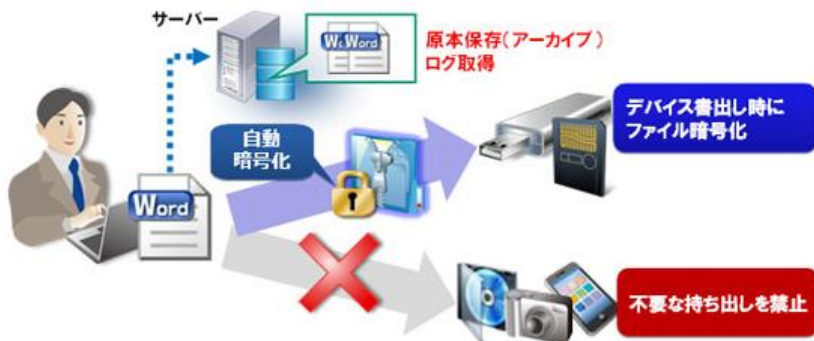 サーバー
WoWord
原本保存(アーカイブ)
ログ取得
自動
暗号化
デバイス書出し時に
ファイル暗号化
Word
不要な持ち出しを禁止